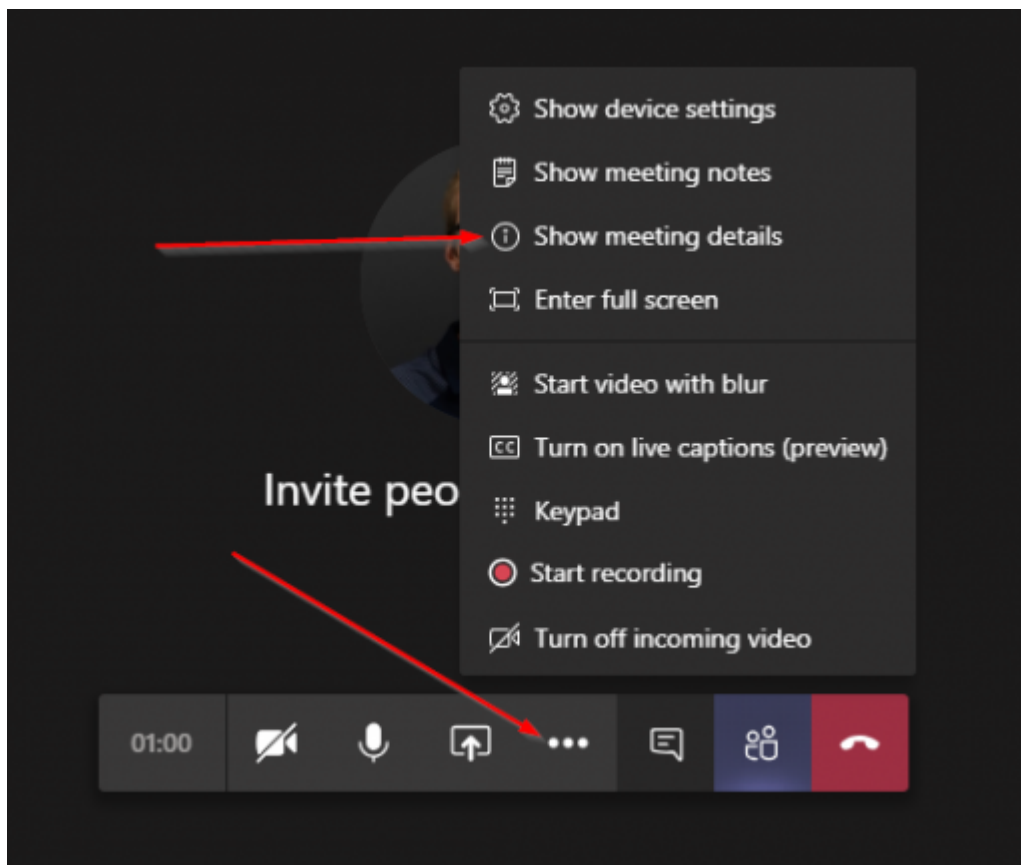 Show device settings
Show meeting notes
Show meeting details
Enter full screen
Start video with blur
CC Turn on live captions (preview)
Invite peo
Keypad
Start recording
Turn off incoming video
01:00